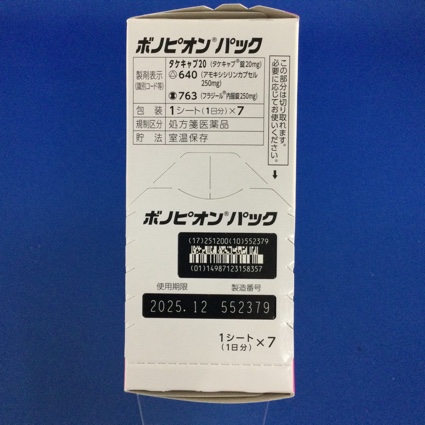 ボノピオン®パック
製剤表示
(識別コード等)
タケキャブ20 (タケキャブ®錠20mg)
640 (アモキシシリンカプセル
250mg)
763 (フラジール®内服錠250mg)
包 装 1シート(1日分)×7
規制区分 処方箋医薬品
貯 法 室温保存
この部分は切り取れます。
必要に応じてお使いください。
ボノピオン®パック
(17)251200(10)552379
(01)14987123158357
使用期限 製造番号
2025.12 552379
1シート×7
(1日分)